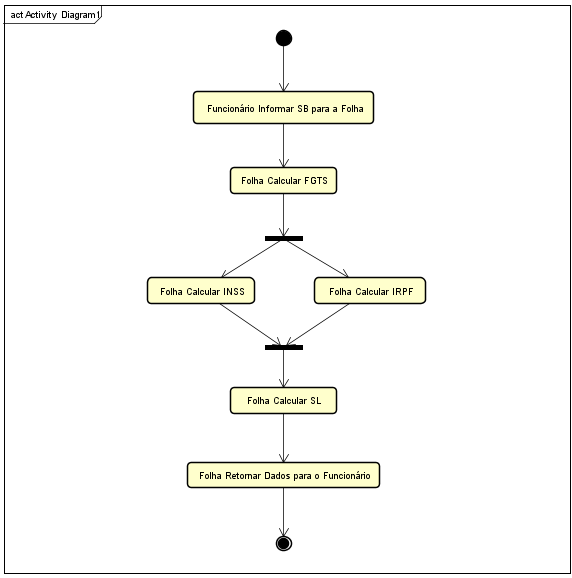 act Activity Diagram1
Funcionário Informar SB para a Folha
Folha Calcular FGTS
Folha Calcular INSS
Folha Calcular IRPF
Folha Calcular SL
Folha Retornar Dados para o Funcionário